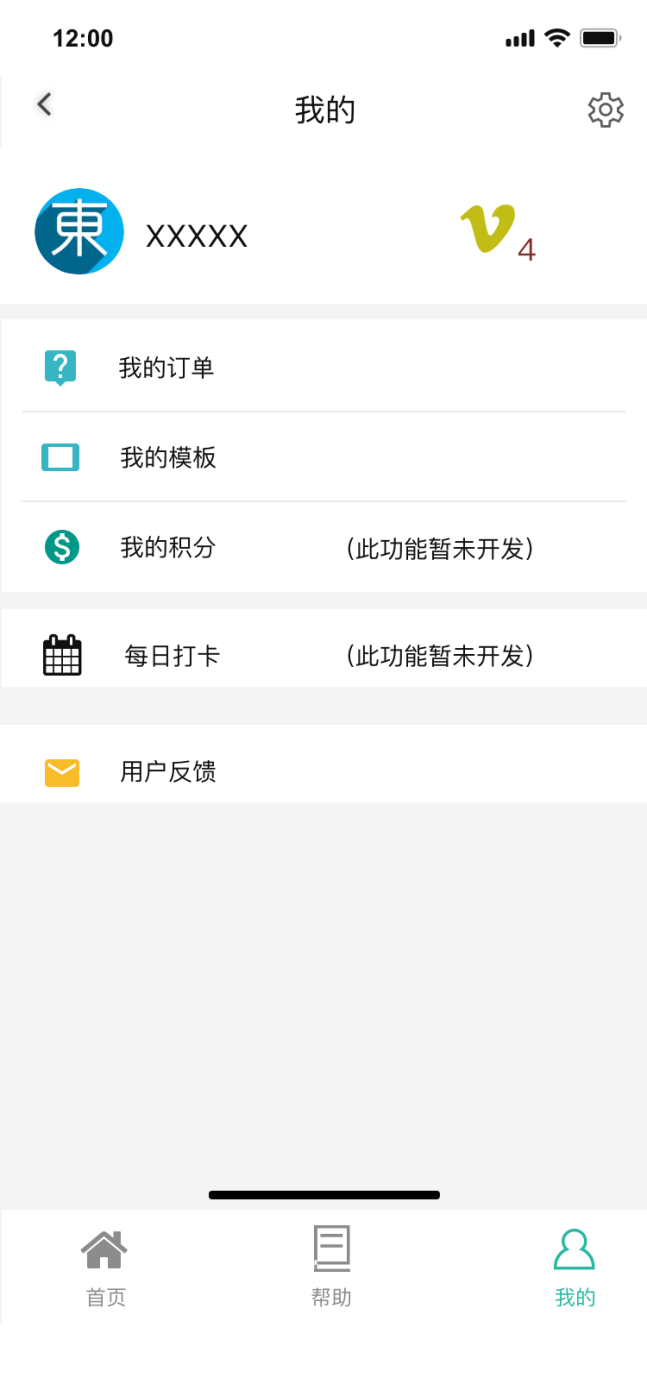 12:00
我的
東
XXXXX
4
我的订单
我的模板
我的积分 (此功能暂未开发)
每日打卡 (此功能暂未开发)
用户反馈
首页 帮助 我的